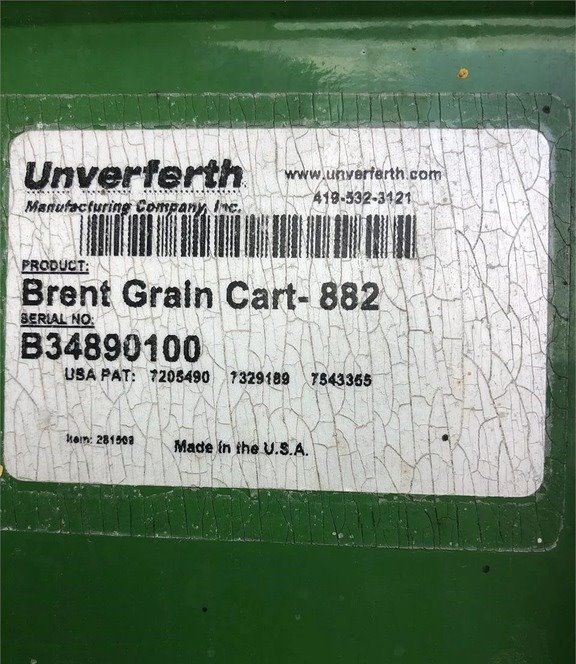 Unverferth
www.unverferth.com
Manufacturing Company, Inc.
419-532-3121
PRODUCT:
Brent Grain Cart- 882
SERIAL NO:
B34890100
USA PAT: 7205490 7329189 7543365
Item:
Made in the U.S.A.